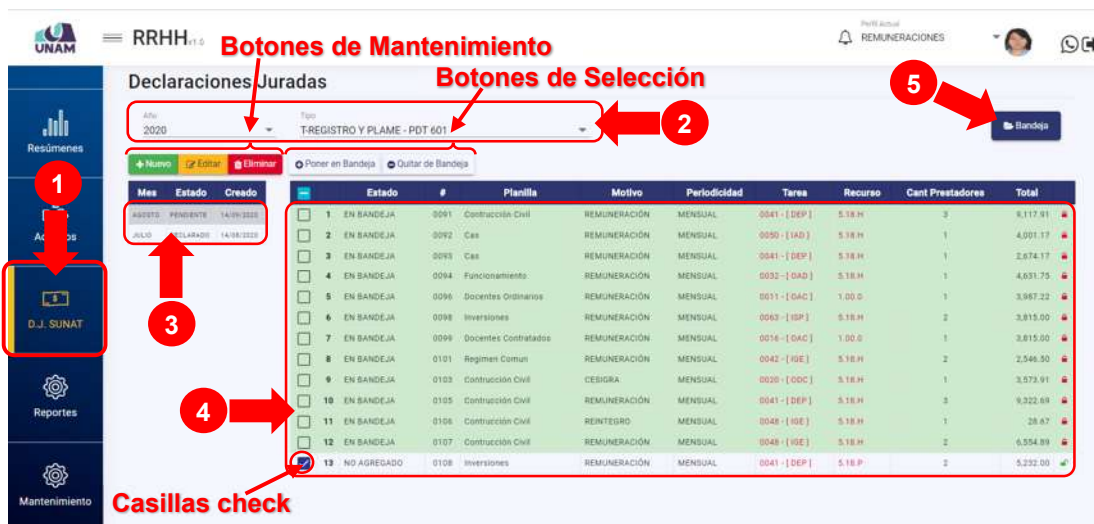 UNAM
RRHH v1.0
Perfil Actual
REMUNERACIONES
Botones de Mantenimiento
Declaraciones Juradas
Botones de Selección
5
Año
2020
Tipo
T-REGISTRO Y PLAME - PDT 601
2
Bandeja
Resúmenes
+ Nuevo Editar Eliminar
Poner en Bandeja Quitar de Bandeja
1
Mes Estado Creado
AGOSTO PENDIENTE 14/09/2020
JULIO DECLARADO 14/08/2020
3
D.J. SUNAT
Reportes
Mantenimiento
Estado # Planilla Motivo Periodicidad Tarea Recurso Cant Prestadores Total
1 EN BANDEJA 0091 Contrucción Civil REMUNERACIÓN MENSUAL 0041 - [ DEP ] 5.18.H 3 9,117.91
2 EN BANDEJA 0092 Cas REMUNERACIÓN MENSUAL 0050 - [ IAD ] 5.18.H 1 4,001.17
3 EN BANDEJA 0093 Cas REMUNERACIÓN MENSUAL 0041 - [ DEP ] 5.18.H 1 2,674.17
4 EN BANDEJA 0094 Funcionamiento REMUNERACIÓN MENSUAL 0032 - [ OAD ] 5.18.H 1 4,631.75
5 EN BANDEJA 0096 Docentes Ordinarios REMUNERACIÓN MENSUAL 0011 - [ OAC ] 1.00.0 1 3,987.22
6 EN BANDEJA 0098 Inversiones REMUNERACIÓN MENSUAL 0063 - [ ISP ] 5.18.H 2 3,815.00
7 EN BANDEJA 0099 Docentes Contratados REMUNERACIÓN MENSUAL 0016 - [ OAC ] 1.00.0 1 3,815.00
8 EN BANDEJA 0101 Regimen Comun REMUNERACIÓN MENSUAL 0042 - [ IGE ] 5.18.H 2 2,546.50
9 EN BANDEJA 0103 Contrucción Civil CESIGRA MENSUAL 0020 - [ ODC ] 5.18.H 1 3,573.91
10 EN BANDEJA 0105 Contrucción Civil REMUNERACIÓN MENSUAL 0041 - [ DEP ] 5.18.H 3 9,322.69
11 EN BANDEJA 0106 Contrucción Civil REINTEGRO MENSUAL 0048 - [ IGE ] 5.18.H 1 28.67
12 EN BANDEJA 0107 Contrucción Civil REMUNERACIÓN MENSUAL 0048 - [ IGE ] 5.18.H 2 6,554.89
13 NO AGREGADO 0108 Inversiones REMUNERACIÓN MENSUAL 0041 - [ DEP ] 5.18.P 2 5,232.00
4
Casillas check